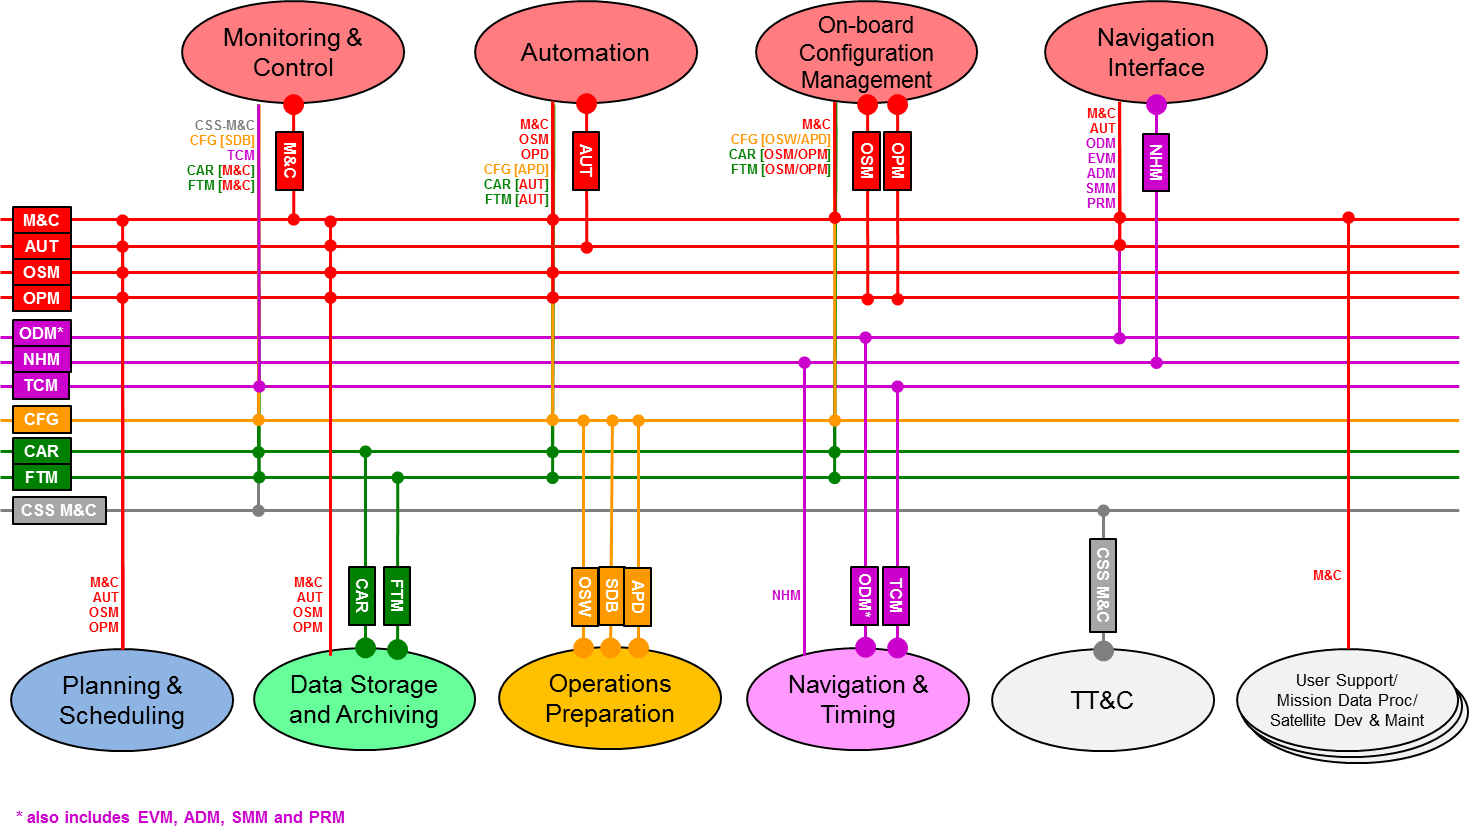 Monitoring &
Control
Automation
On-board
Configuration
Management
Navigation
Interface
CSS-M&C
CFG [SDB]
TCM
CAR [M&C]
FTM [M&C]
M&C
M&C
OSM
OPD
CFG [APD]
CAR [AUT]
FTM [AUT]
AUT
M&C
CFG [OSW/APD]
CAR [OSM/OPM]
FTM [OSM/OPM]
OSM
OPM
M&C
AUT
ODM
EVM
ADM
SMM
PRM
NHM
M&C
AUT
OSM
OPM
ODM*
NHM
TCM
CFG
CAR
FTM
CSS M&C
M&C
AUT
OSM
OPM
M&C
AUT
OSM
OPM
CAR
FTM
OSW
SDB
APD
NHM
ODM*
TCM
CSS M&C
M&C
Planning &
Scheduling
Data Storage
and Archiving
Operations
Preparation
Navigation &
Timing
TT&C
User Support/
Mission Data Proc/
Satellite Dev & Maint
* also includes EVM, ADM, SMM and PRM